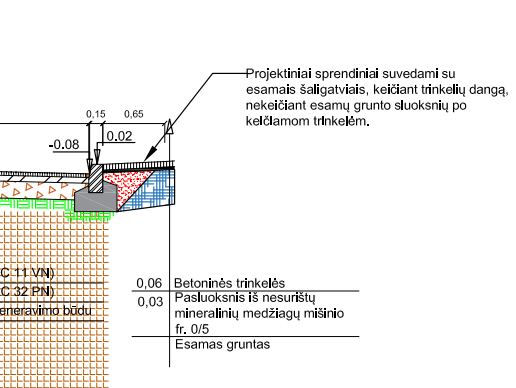 Projektiniai sprendiniai suvedami su
esamais šaligatviais, keičiant trinkelių dangą,
nekeičiant esamų grunto sluoksnių po
keičiamom trinkelėm.
0,15
0,65
-0.08
0.02
C 11 VN)
C 32 PN)
eneravimo būdu
0,06 Betoninės trinkelės
0,03 Pasluoksnis iš nesurištų
mineralinių medžiagų mišinio
fr. 0/5
Esamas gruntas